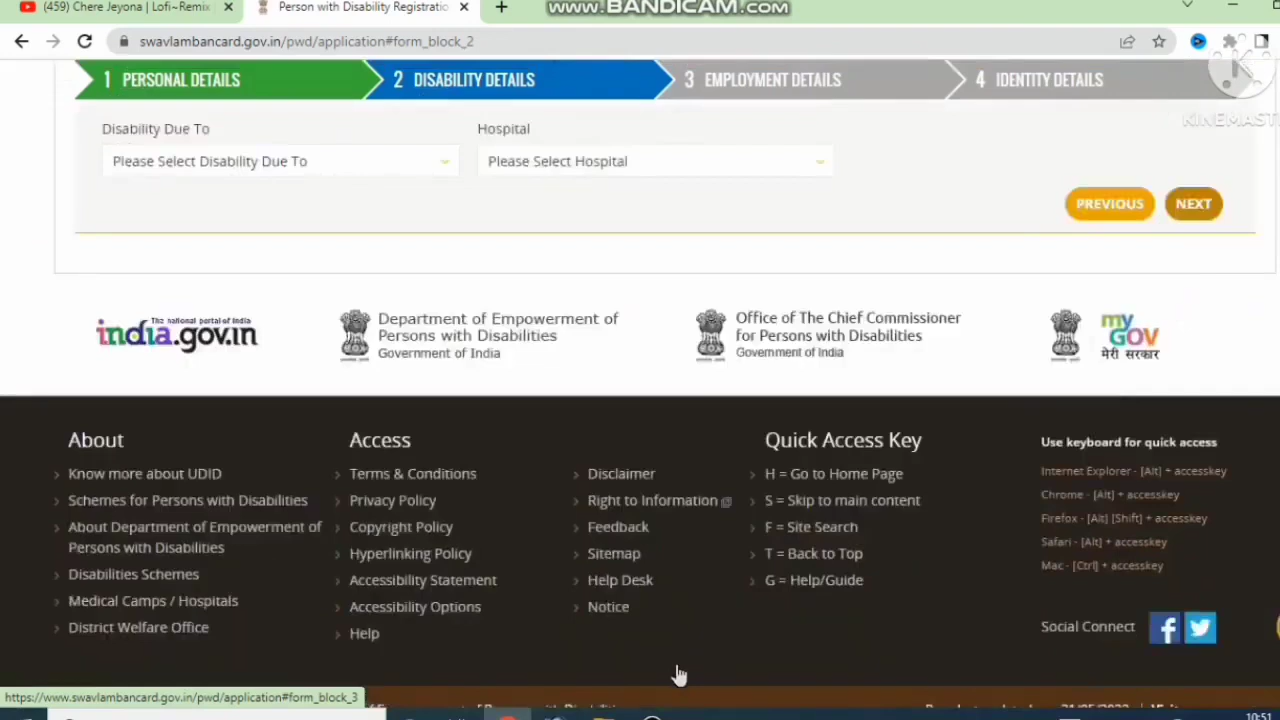 (459) Chere Jeyona | Lofi~Remix
Person with Disability Registratio
www.BANDICAM.com
swavlambancard.gov.in/pwd/application#form_block_2
1 PERSONAL DETAILS
2 DISABILITY DETAILS
3 EMPLOYMENT DETAILS
4 IDENTITY DETAILS
K
KINEMAST
Disability Due To
Hospital
Please Select Disability Due To
Please Select Hospital
PREVIOUS
NEXT
The national portal of India
india.gov.in
Department of Empowerment of
Persons with Disabilities
Government of India
Office of The Chief Commissioner
for Persons with Disabilities
Government of India
my
GOV
मेरी सरकार
About
Know more about UDID
Schemes for Persons with Disabilities
About Department of Empowerment of
Persons with Disabilities
Disabilities Schemes
Medical Camps / Hospitals
District Welfare Office
Access
Terms & Conditions
Privacy Policy
Copyright Policy
Hyperlinking Policy
Accessibility Statement
Accessibility Options
Help
Disclaimer
Right to Information
Feedback
Sitemap
Help Desk
Notice
Quick Access Key
H = Go to Home Page
S = Skip to main content
F = Site Search
T = Back to Top
G = Help/Guide
Use keyboard for quick access
Internet Explorer - [Alt] + accesskey
Chrome - [Alt] + accesskey
Firefox - [Alt] [Shift] + accesskey
Safari - [Alt] + accesskey
Mac - [Ctrl] + accesskey
Social Connect
https://www.swavlambancard.gov.in/pwd/application#form_block_3
10:51